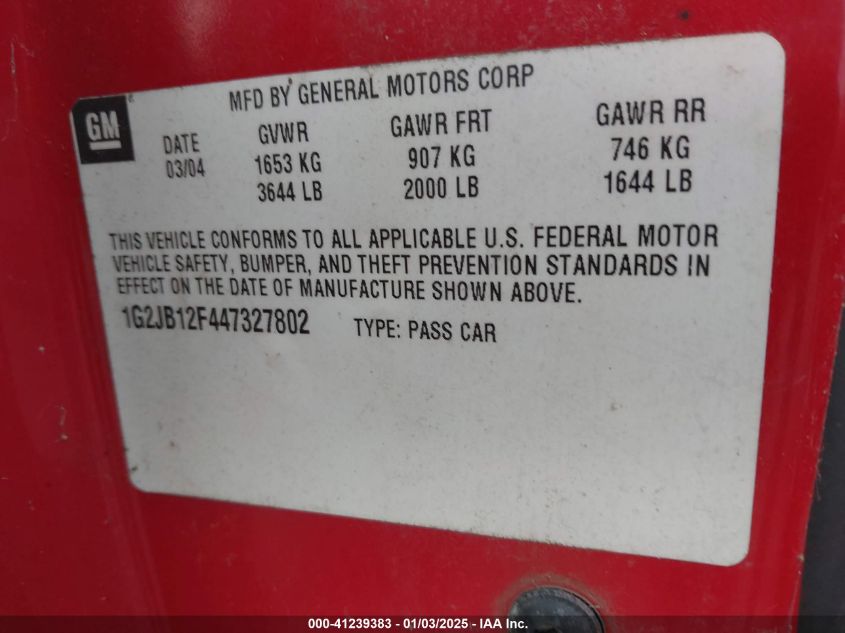 MFD BY GENERAL MOTORS CORP
GM
DATE GVWR GAWR FRT GAWR RR
03/04 1653 KG 907 KG 746 KG
3644 LB 2000 LB 1644 LB
THIS VEHICLE CONFORMS TO ALL APPLICABLE U.S. FEDERAL MOTOR
VEHICLE SAFETY, BUMPER, AND THEFT PREVENTION STANDARDS IN
EFFECT ON THE DATE OF MANUFACTURE SHOWN ABOVE.
1G2JB12F447327802 TYPE: PASS CAR
000-41239383 - 01/03/2025 - IAAI Inc.